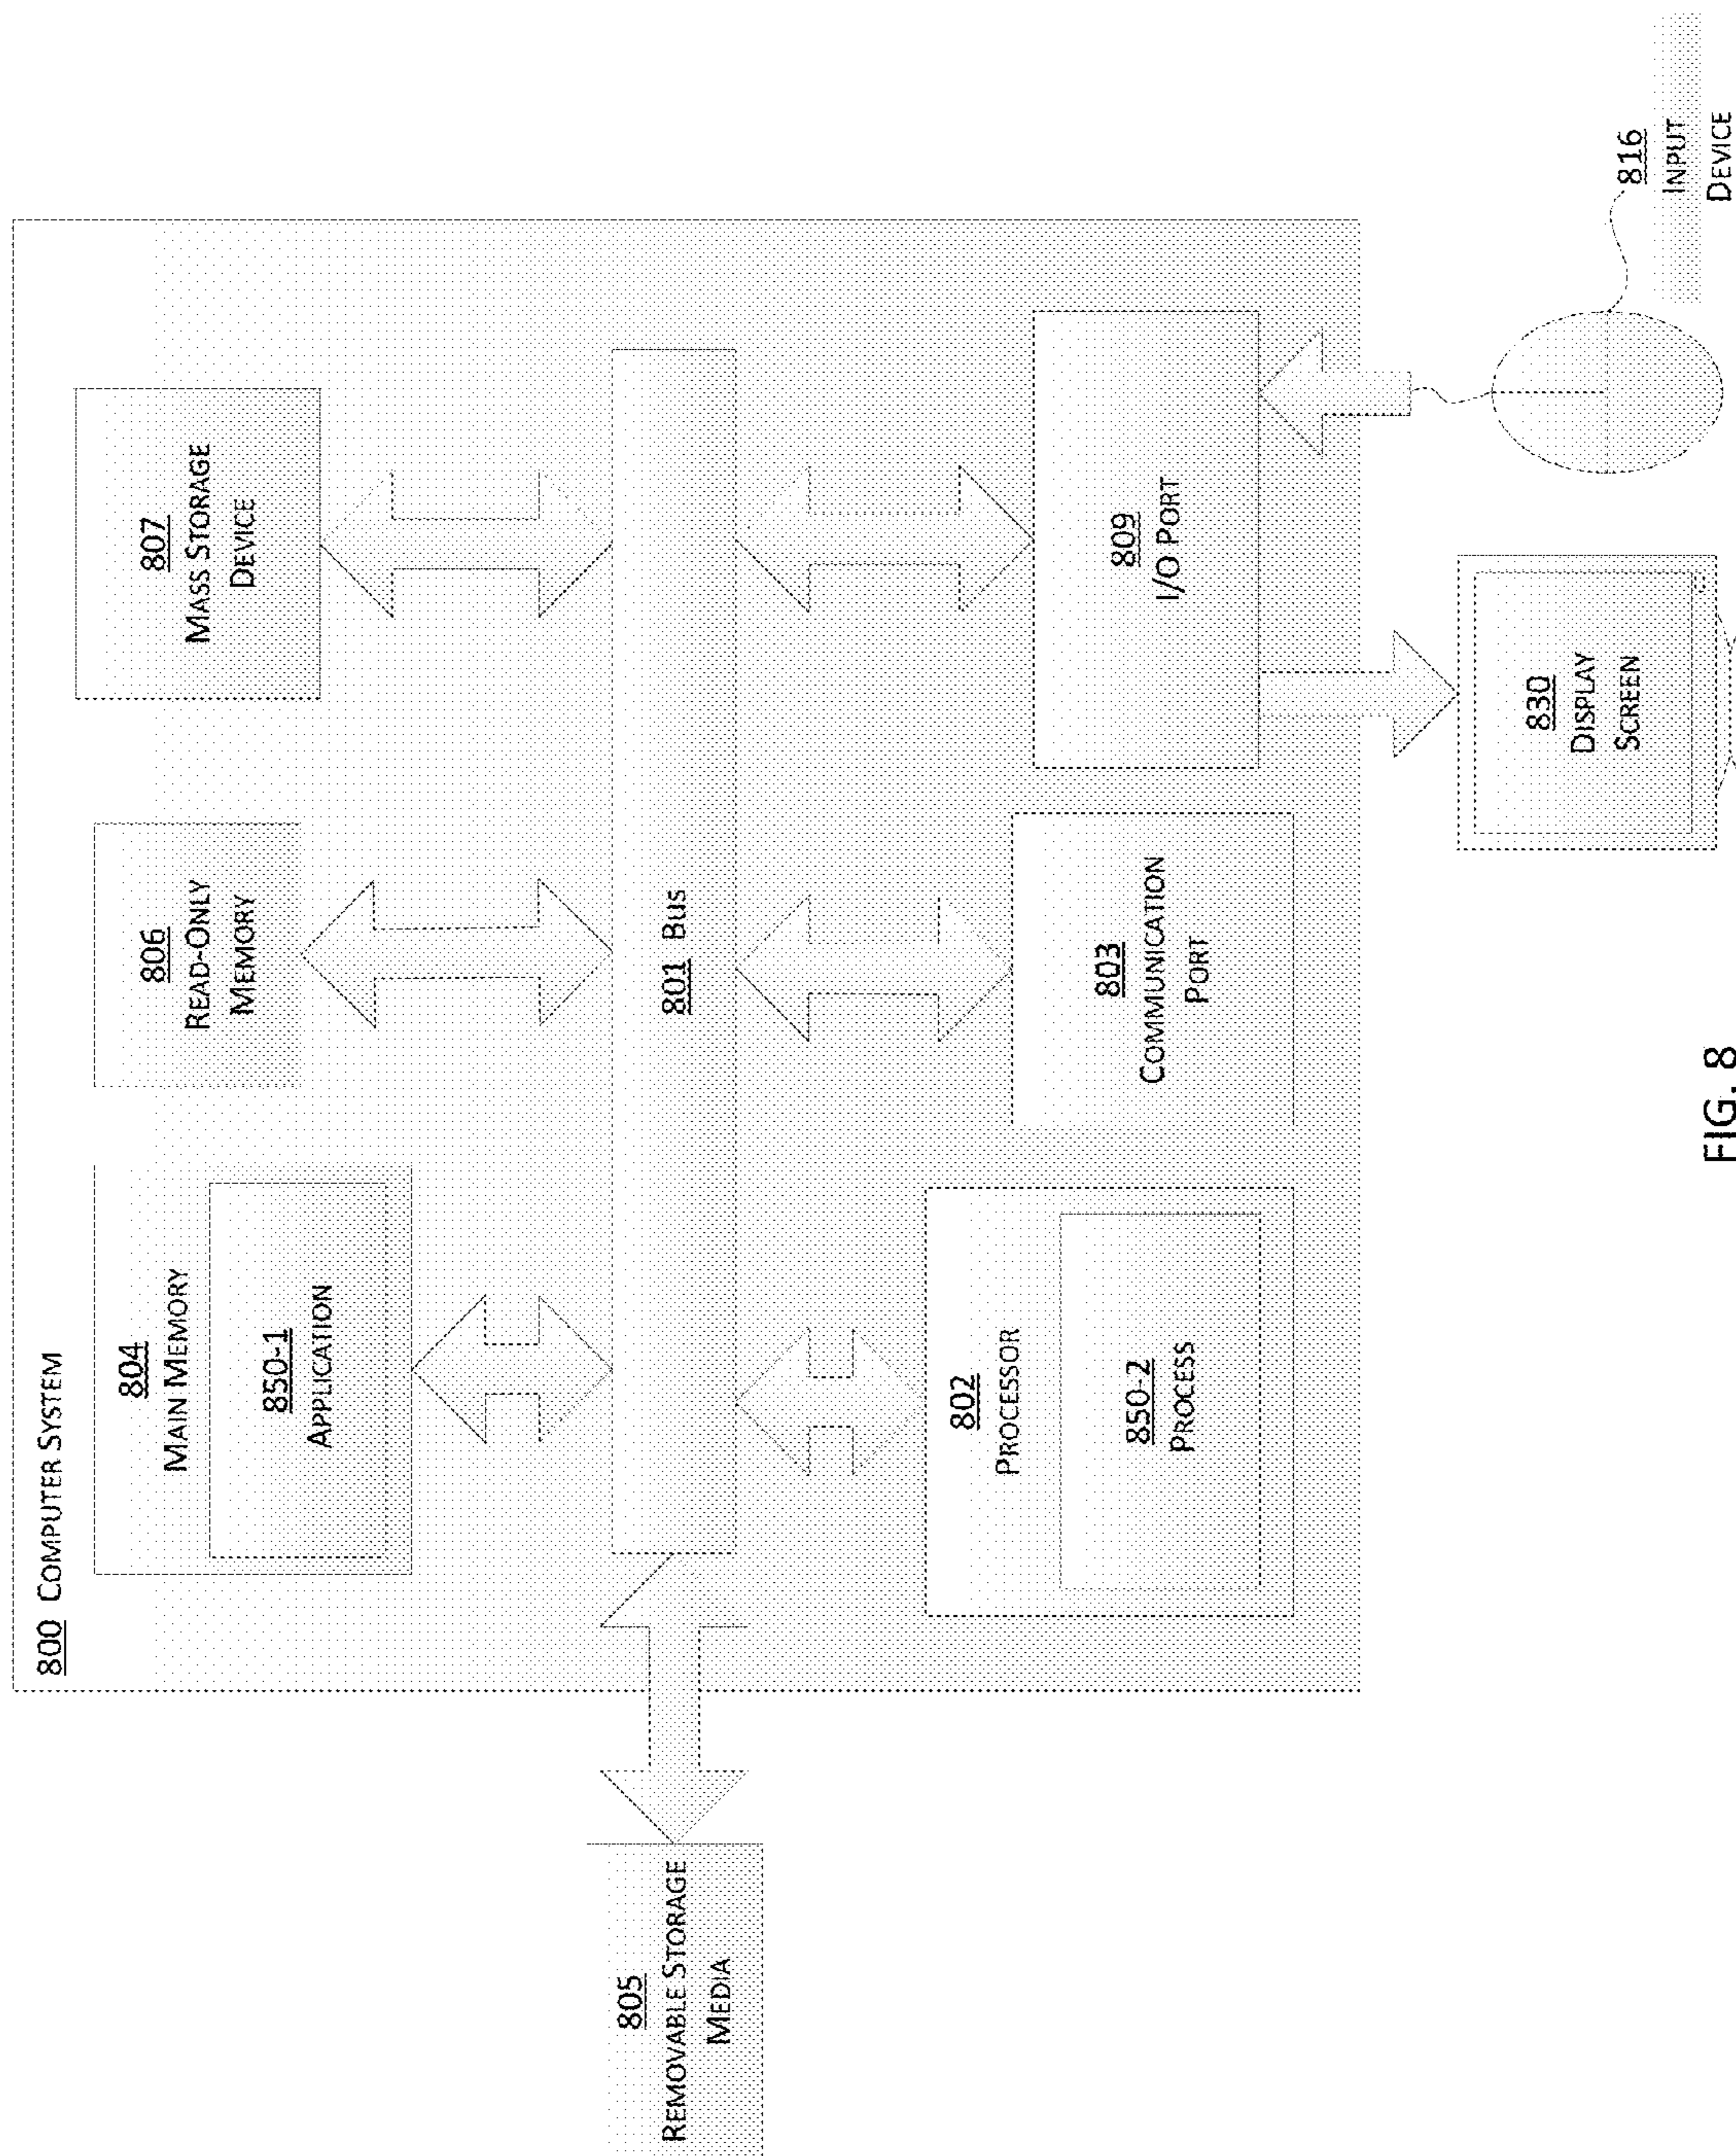 800 COMPUTER SYSTEM
804
MAIN MEMORY
850-1
APPLICATION
806
READ-ONLY
MEMORY
807
MASS STORAGE
DEVICE
805
REMOVABLE STORAGE
MEDIA
801 BUS
802
PROCESSOR
850-2
PROCESS
803
COMMUNICATION
PORT
809
I/O PORT
830
DISPLAY
SCREEN
816
INPUT
DEVICE
FIG. 8